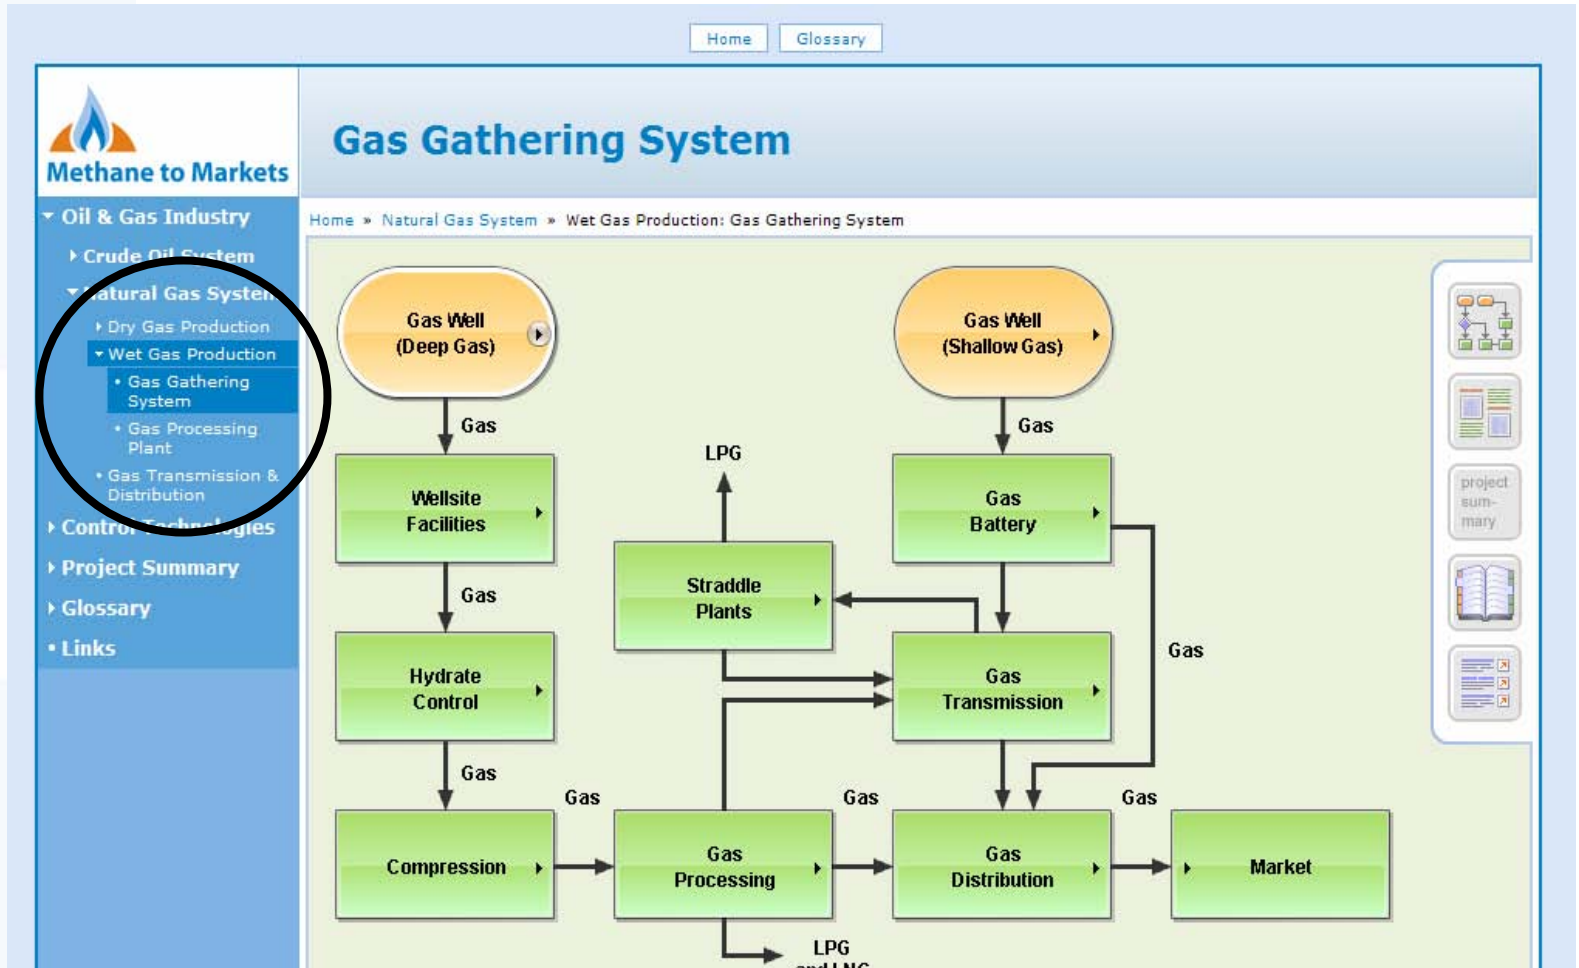 Home
Glossary
Methane to Markets
Gas Gathering System
Oil & Gas Industry
Crude Oil System
Natural Gas System
Dry Gas Production
Wet Gas Production
Gas Gathering
System
Gas Processing
Plant
Gas Transmission &
Distribution
Control Technologies
Project Summary
Glossary
Links
Home » Natural Gas System » Wet Gas Production: Gas Gathering System
Gas Well
(Deep Gas)
Gas Well
(Shallow Gas)
Gas
Gas
LPG
Wellsite
Facilities
Gas
Battery
Straddle
Plants
Gas
Gas
Hydrate
Control
Gas
Transmission
Gas
Gas
Gas
Gas
Compression
Gas
Processing
Gas
Distribution
Market
LPG
and LNG
project
sum-
mary